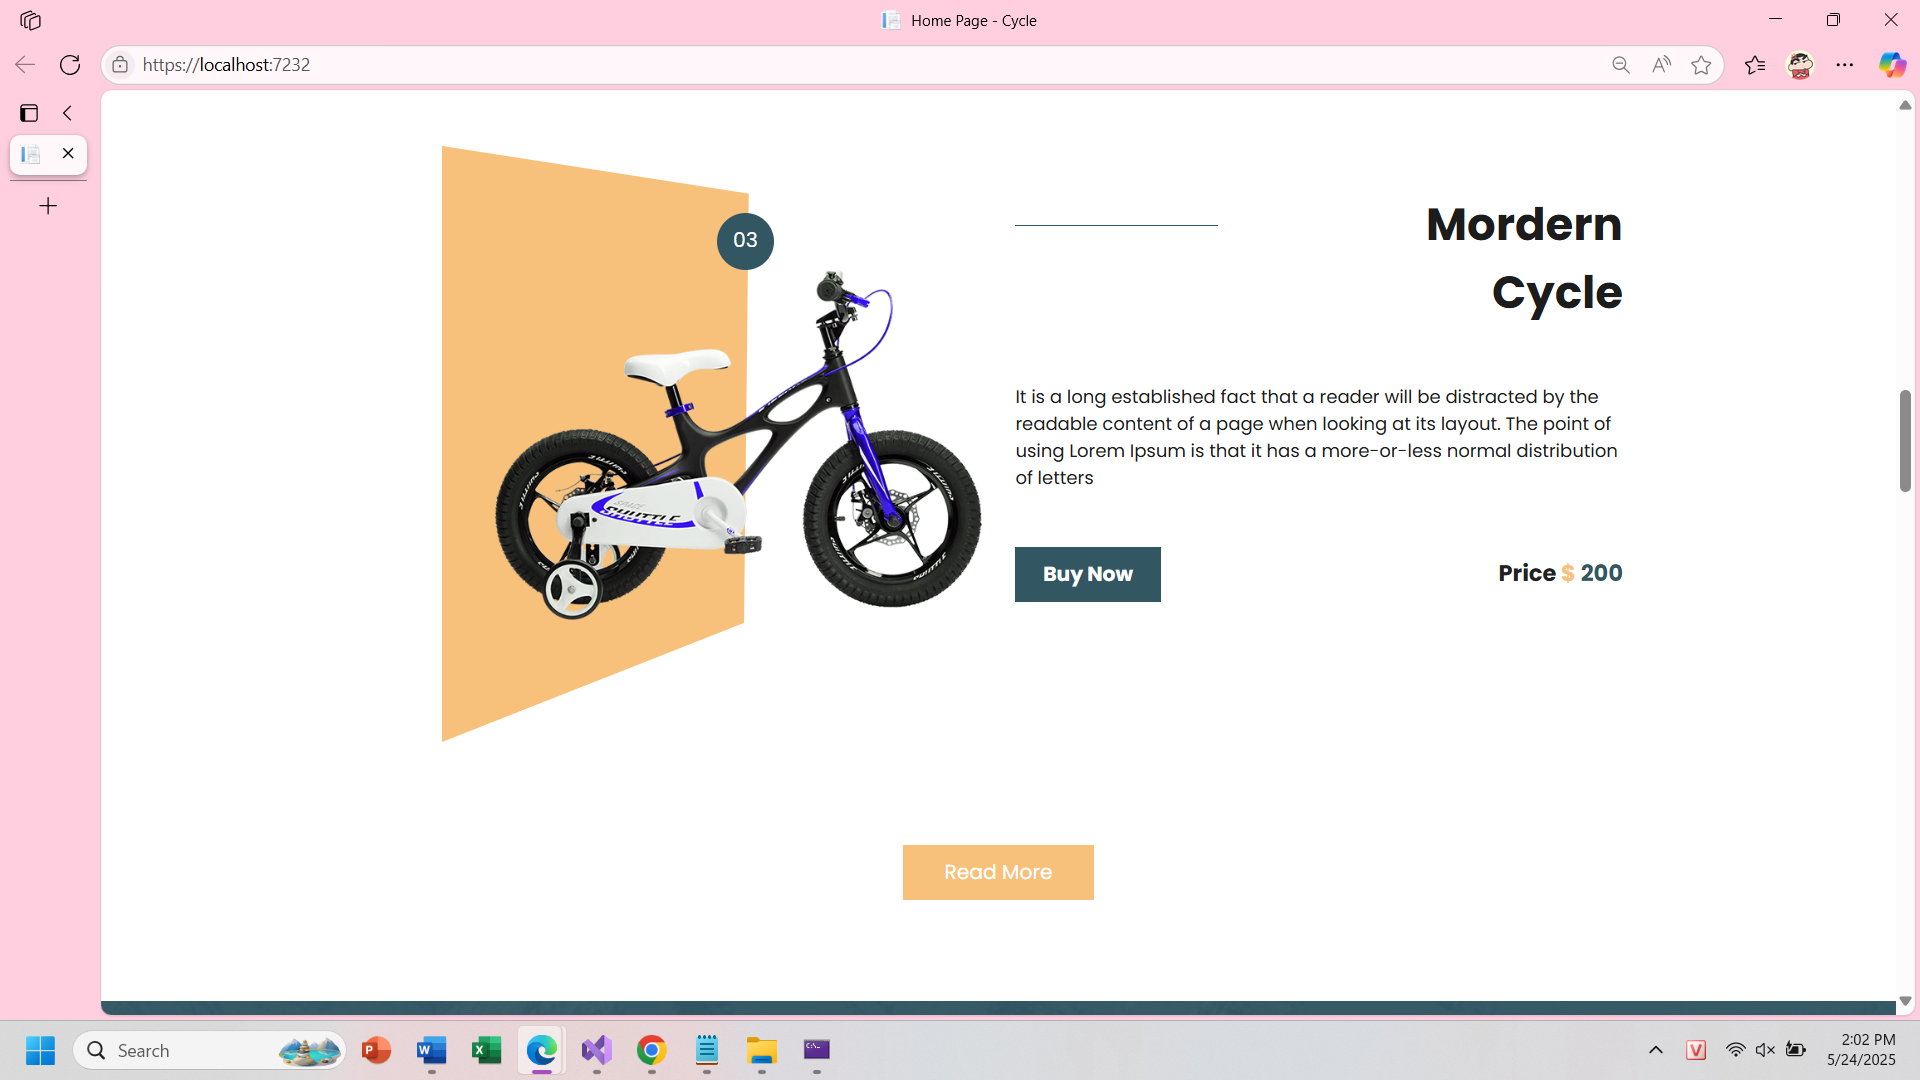 Home Page - Cycle
https://localhost:7232
03
Mordern
Cycle
It is a long established fact that a reader will be distracted by the
readable content of a page when looking at its layout. The point of
using Lorem Ipsum is that it has a more-or-less normal distribution
of letters
Buy Now
Price $ 200
SPACE
SHUTTLE
Read More
Search
2:02 PM
5/24/2025